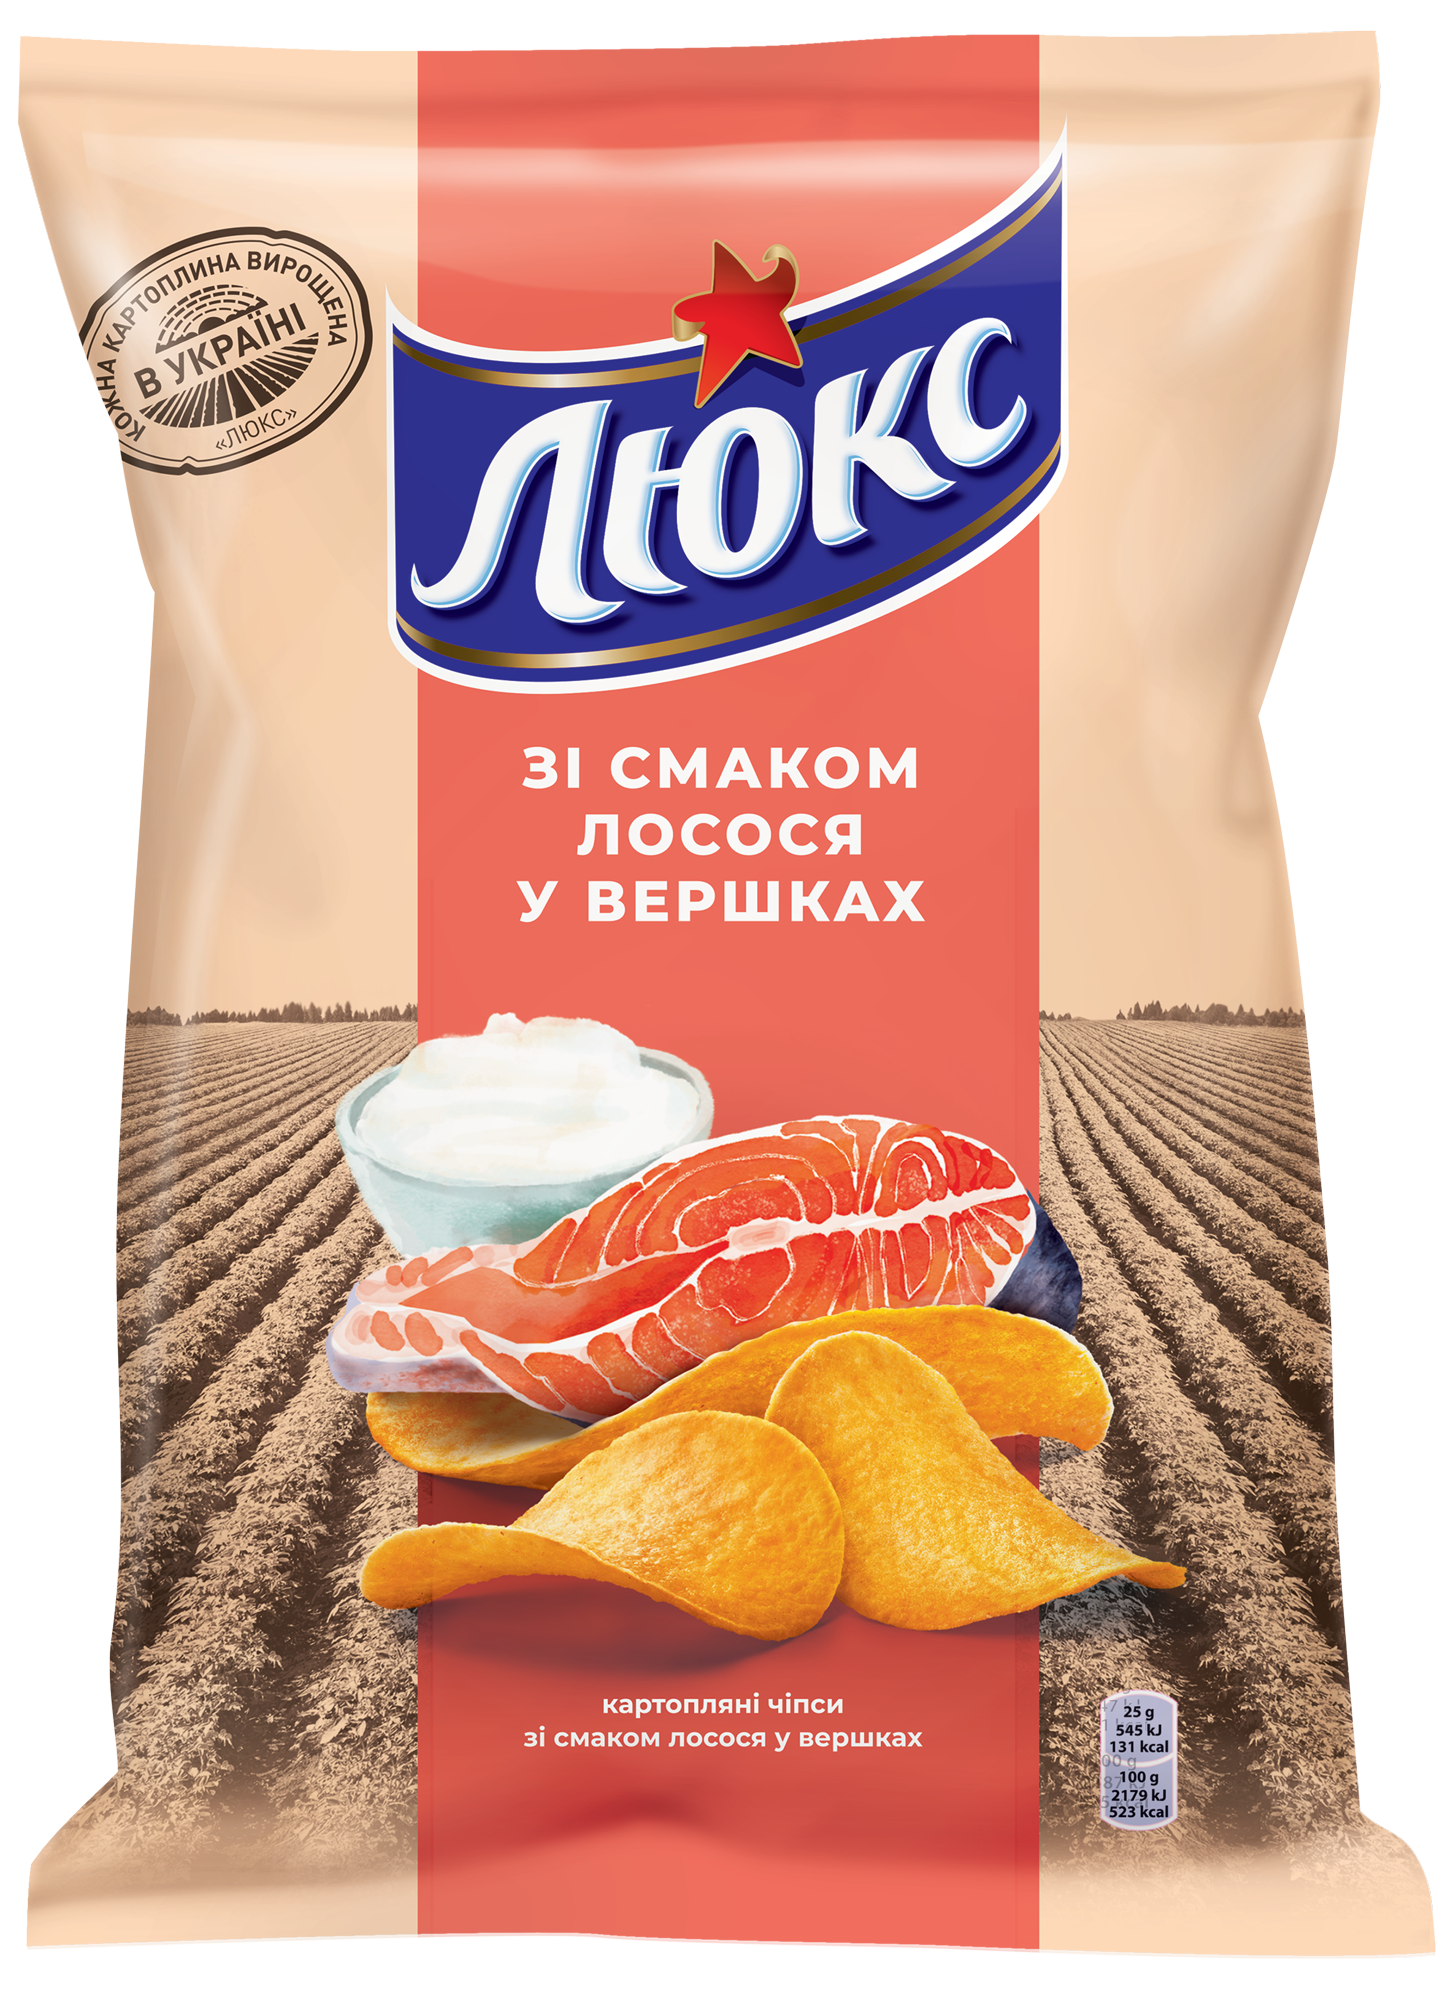 КОЖНА КАРТОПЛИНА ВИРОЩЕНА
В УКРАЇНІ
«ЛЮКС»
Люкс
ЗІ СМАКОМ
ЛОСОСЯ
У ВЕРШКАХ
картопляні чіпси
зі смаком лосося у вершках
25 g
545 kJ
131 kcal
100 g
2179 kJ
523 kcal